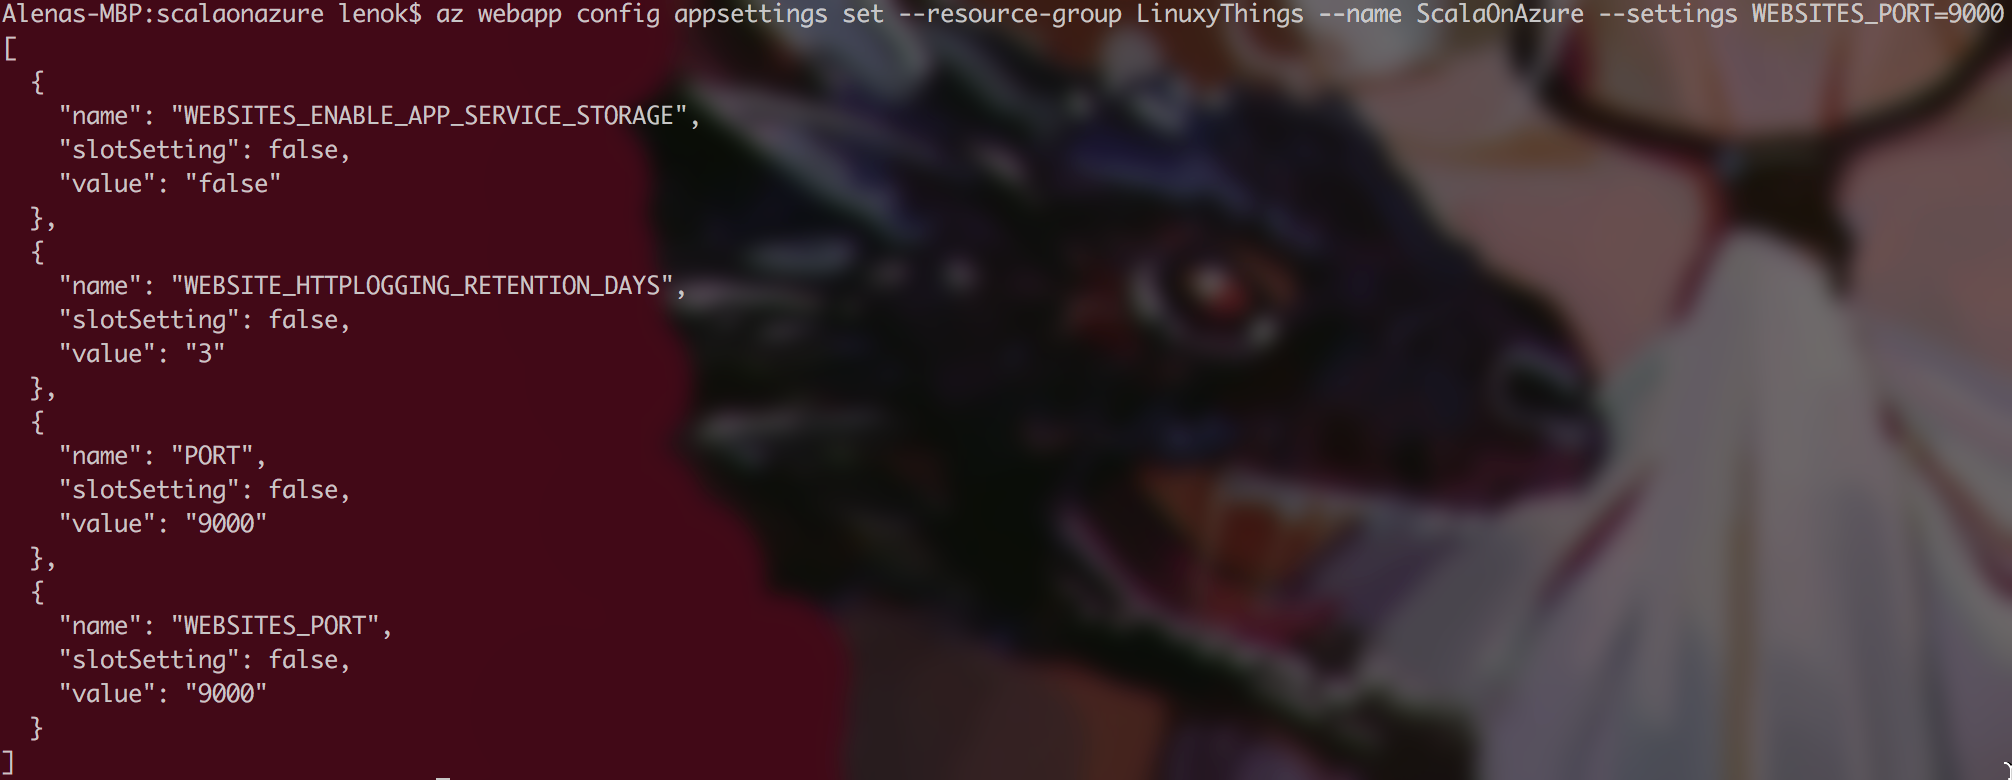 Alenas-MBP:scalaonazure lenok$ az webapp config appsettings set --resource-group LinuxyThings --name ScalaOnAzure --settings WEBSITES_PORT=9000
[
  {
    "name": "WEBSITES_ENABLE_APP_SERVICE_STORAGE",
    "slotSetting": false,
    "value": "false"
  },
  {
    "name": "WEBSITE_HTTPLOGGING_RETENTION_DAYS",
    "slotSetting": false,
    "value": "3"
  },
  {
    "name": "PORT",
    "slotSetting": false,
    "value": "9000"
  },
  {
    "name": "WEBSITES_PORT",
    "slotSetting": false,
    "value": "9000"
  }
]